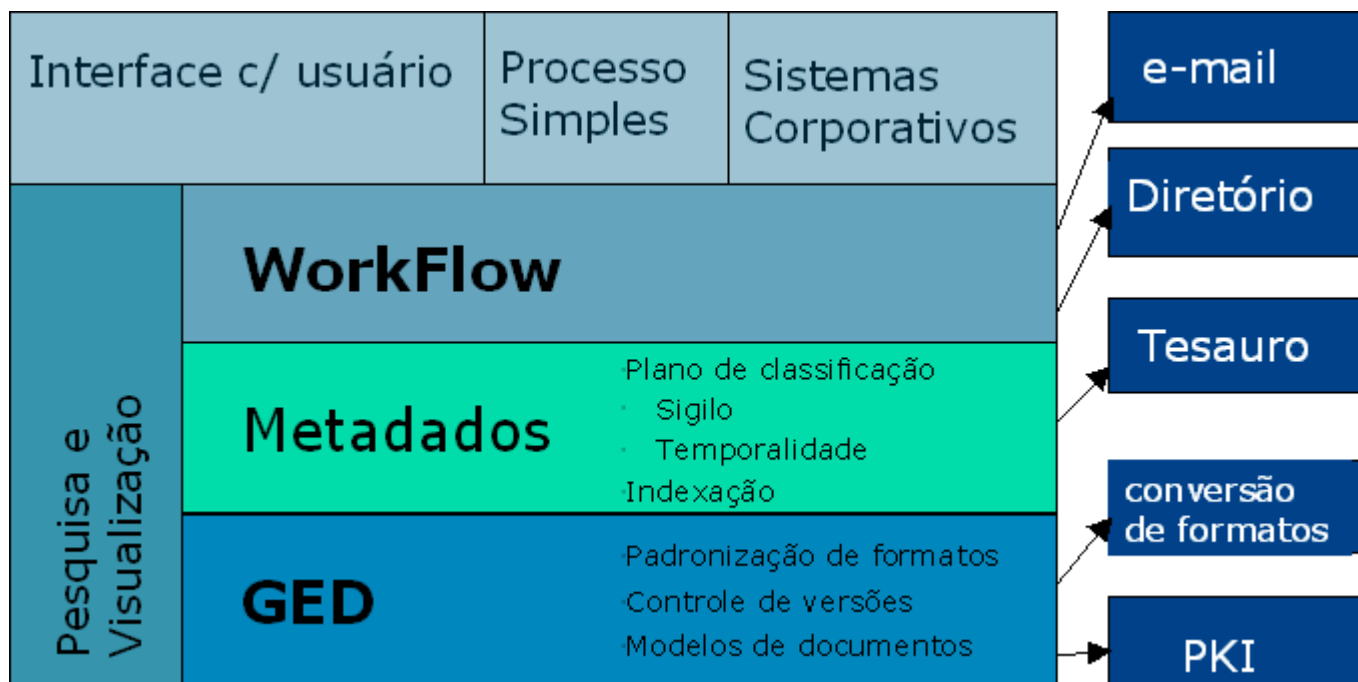 Interface c/ usuário
Processo
Simples
Sistemas
Corporativos
Pesquisa e
Visualização
WorkFlow
Metadados
·Plano de classificação
· Sigilo
· Temporalidade
·Indexação
GED
·Padronização de formatos
·Controle de versões
·Modelos de documentos
e-mail
Diretório
Tesauro
conversão
de formatos
PKI